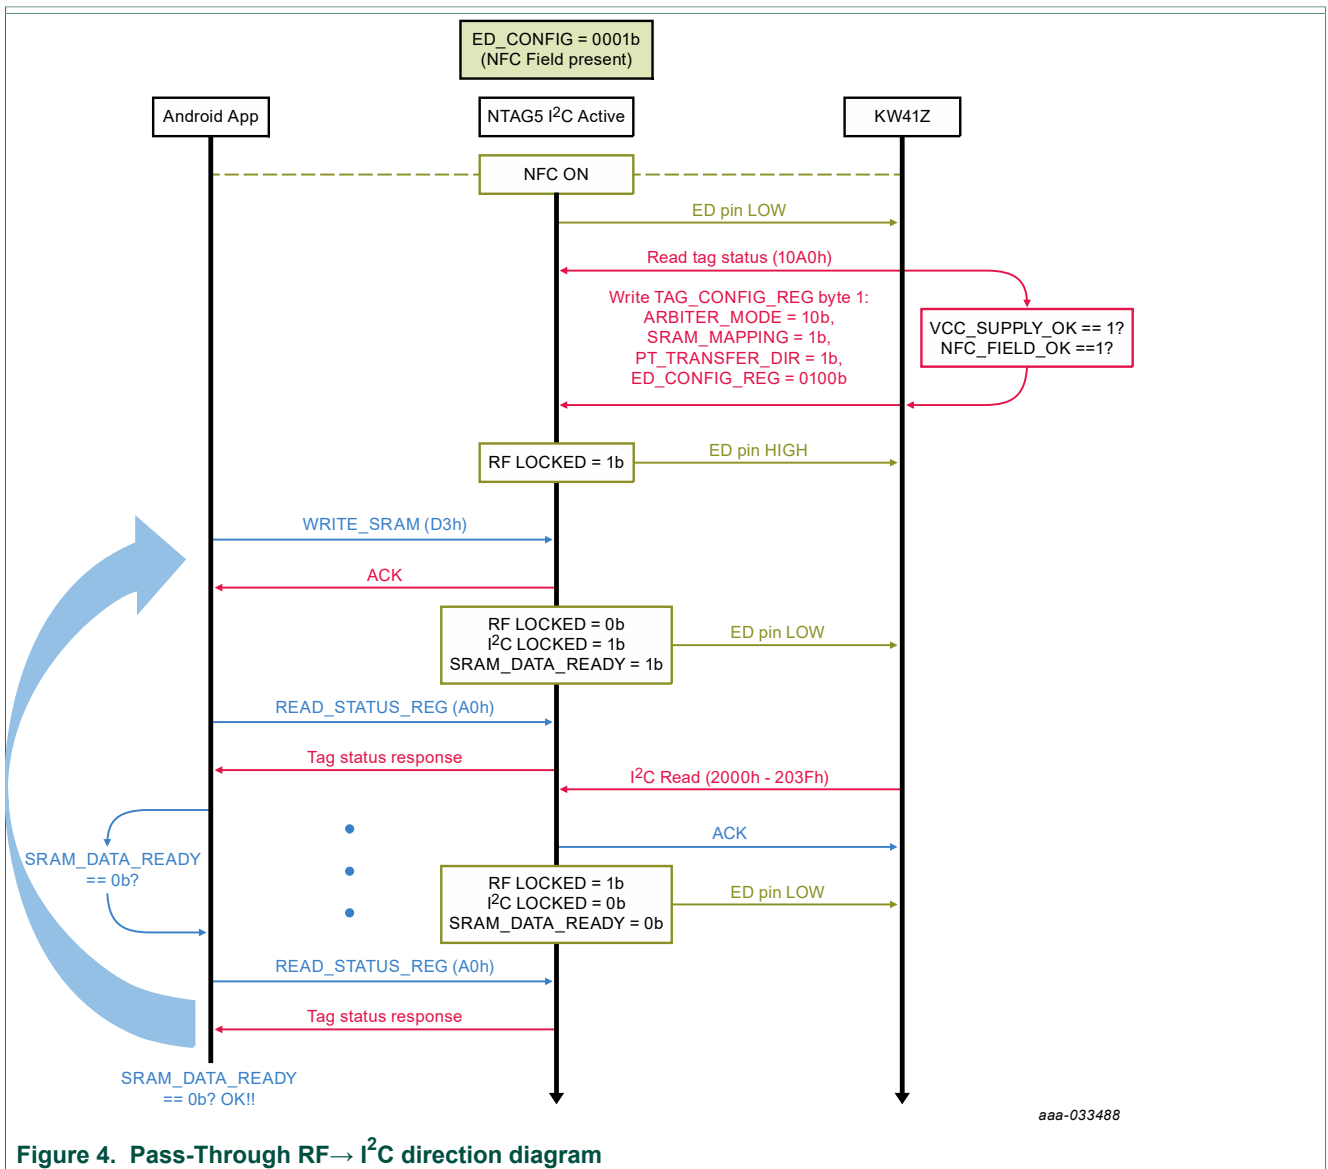 ED_CONFIG = 0001b
(NFC Field present)
Android App
NTAG5 I²C Active
KW41Z
NFC ON
ED pin LOW
Read tag status (10A0h)
Write TAG_CONFIG_REG byte 1:
ARBITER_MODE = 10b,
SRAM_MAPPING = 1b,
PT_TRANSFER_DIR = 1b,
ED_CONFIG_REG = 0100b
VCC_SUPPLY_OK == 1?
NFC_FIELD_OK ==1?
RF LOCKED = 1b
ED pin HIGH
WRITE_SRAM (D3h)
ACK
RF LOCKED = 0b
I²C LOCKED = 1b
SRAM_DATA_READY = 1b
ED pin LOW
READ_STATUS_REG (A0h)
Tag status response
I²C Read (2000h - 203Fh)
ACK
SRAM_DATA_READY
== 0b?
RF LOCKED = 1b
I²C LOCKED = 0b
SRAM_DATA_READY = 0b
ED pin LOW
READ_STATUS_REG (A0h)
Tag status response
SRAM_DATA_READY
== 0b? OK!!
aaa-033488
Figure 4. Pass-Through RF→ I²C direction diagram